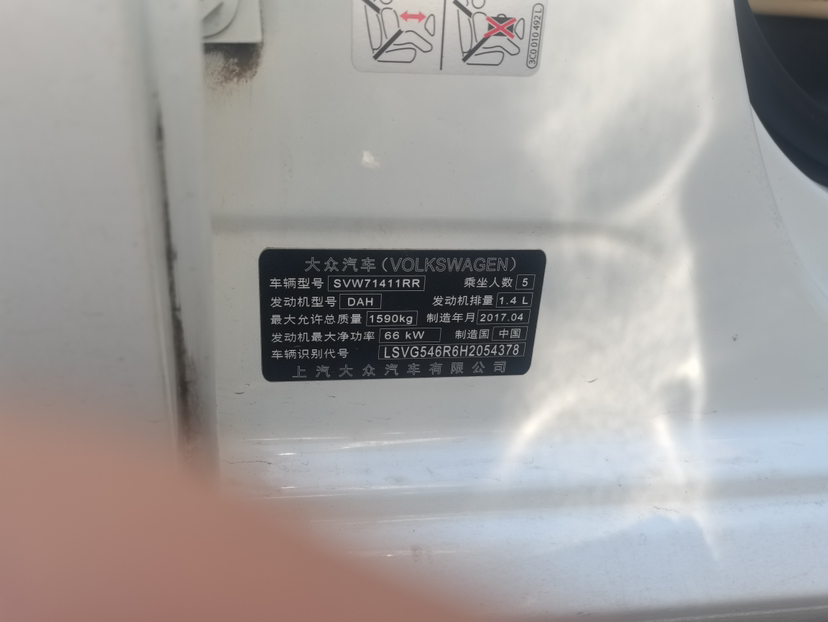 3C0 010 492 L
大众汽车(VOLKSWAGEN)
车辆型号 SVW71411RR 乘坐人数 5
发动机型号 DAH 发动机排量 1.4 L
最大允许总质量 1590kg 制造年月 2017.04
发动机最大净功率 66 kW 制造国 中国
车辆识别代号 LSVG546R6H2054378
上汽大众汽车有限公司